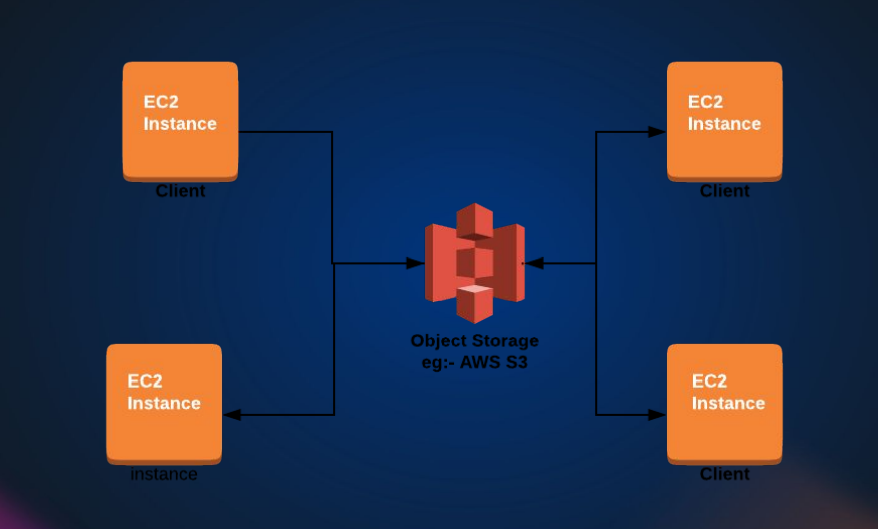 EC2
Instance
Client
EC2
Instance
Client
Object Storage
eg:- AWS S3
EC2
Instance
instance
EC2
Instance
Client